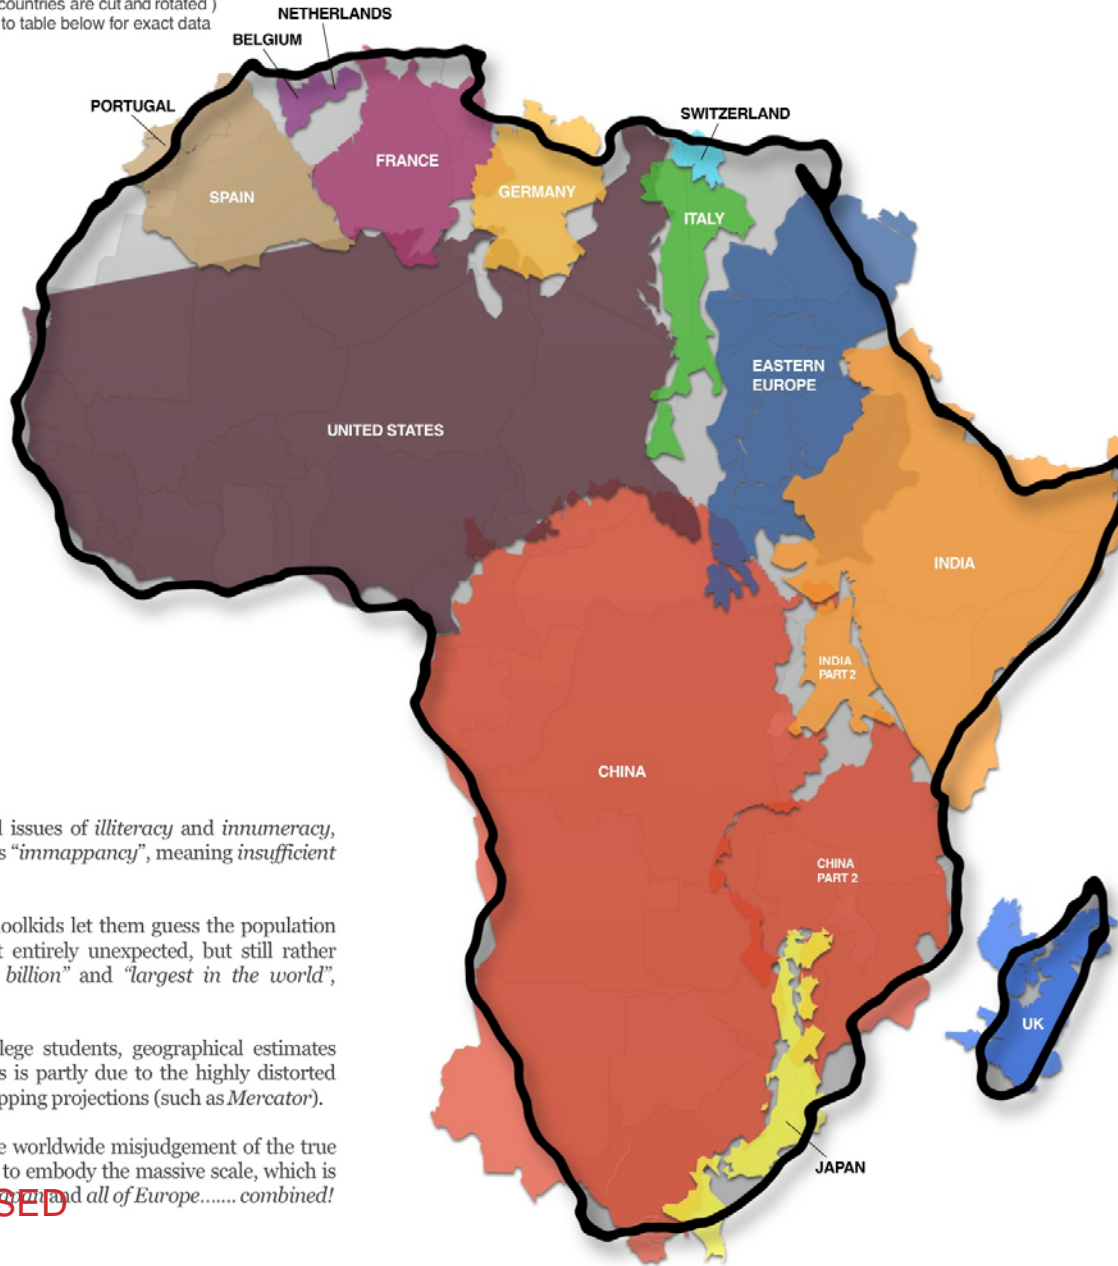 countries are cut and rotated )
to table below for exact data
NETHERLANDS
BELGIUM
PORTUGAL
SWITZERLAND
FRANCE
GERMANY
SPAIN
ITALY
EASTERN
EUROPE
UNITED STATES
INDIA
INDIA
PART 2
CHINA
CHINA
PART 2
UK
JAPAN
issues of illiteracy and innumeracy,
s “immappancy”, meaning insufficient
oolkids let them guess the population
t entirely unexpected, but still rather
billion” and “largest in the world”,
lege students, geographical estimates
s is partly due to the highly distorted
pping projections (such as Mercator).
e worldwide misjudgement of the true
to embody the massive scale, which is
and all of Europe....... combined!
SED